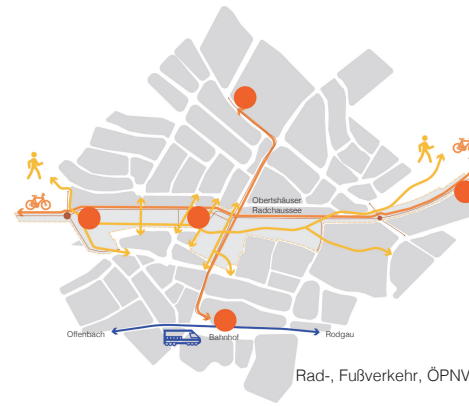 Obertshäuser
Radchaussee
Offenbach
Bahnhof
Rodgau
Rad-, Fußverkehr, ÖPNV